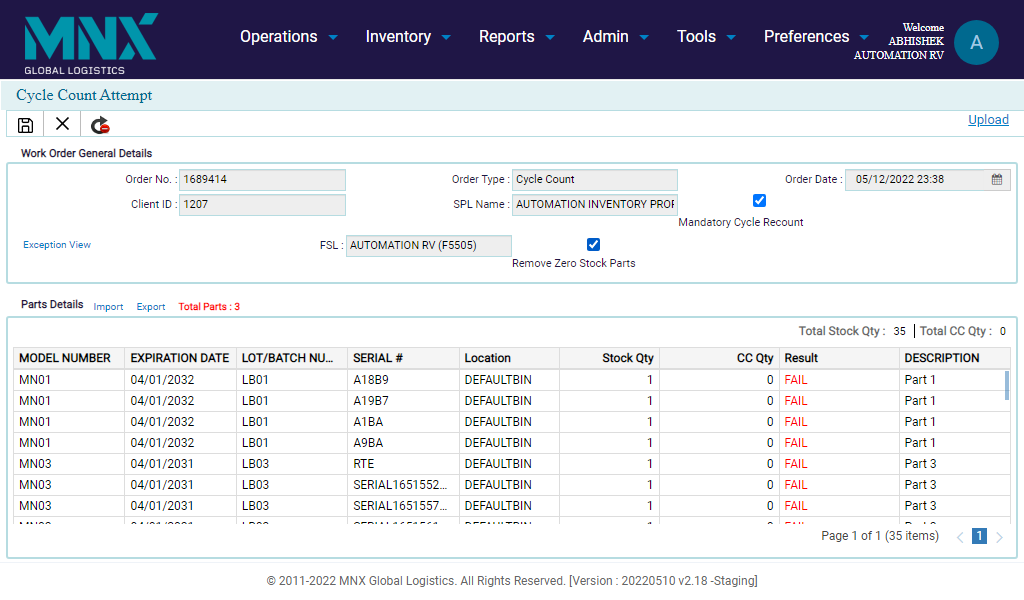 MNX
GLOBAL LOGISTICS
Operations Inventory Reports Admin Tools Preferences
Welcome
ABHISHEK
AUTOMATION RV
A
Cycle Count Attempt
Upload
Work Order General Details
Order No. : 1689414 Order Type : Cycle Count Order Date : 05/12/2022 23:38
Client ID : 1207 SPL Name : AUTOMATION INVENTORY PROF
Mandatory Cycle Recount
Exception View FSL : AUTOMATION RV (F5505)
Remove Zero Stock Parts
Parts Details Import Export Total Parts : 3
Total Stock Qty : 35 Total CC Qty : 0
MODEL NUMBER EXPIRATION DATE LOT/BATCH NU... SERIAL # Location Stock Qty CC Qty Result DESCRIPTION
MN01 04/01/2032 LB01 A18B9 DEFAULTBIN 1 0 FAIL Part 1
MN01 04/01/2032 LB01 A19B7 DEFAULTBIN 1 0 FAIL Part 1
MN01 04/01/2032 LB01 A1BA DEFAULTBIN 1 0 FAIL Part 1
MN01 04/01/2032 LB01 A9BA DEFAULTBIN 1 0 FAIL Part 1
MN03 04/01/2031 LB03 RTE DEFAULTBIN 1 0 FAIL Part 3
MN03 04/01/2031 LB03 SERIAL1651552... DEFAULTBIN 1 0 FAIL Part 3
MN03 04/01/2031 LB03 SERIAL1651557... DEFAULTBIN 1 0 FAIL Part 3
Page 1 of 1 (35 items) 1
© 2011-2022 MNX Global Logistics. All Rights Reserved. [Version : 20220510 v2.18 -Staging]